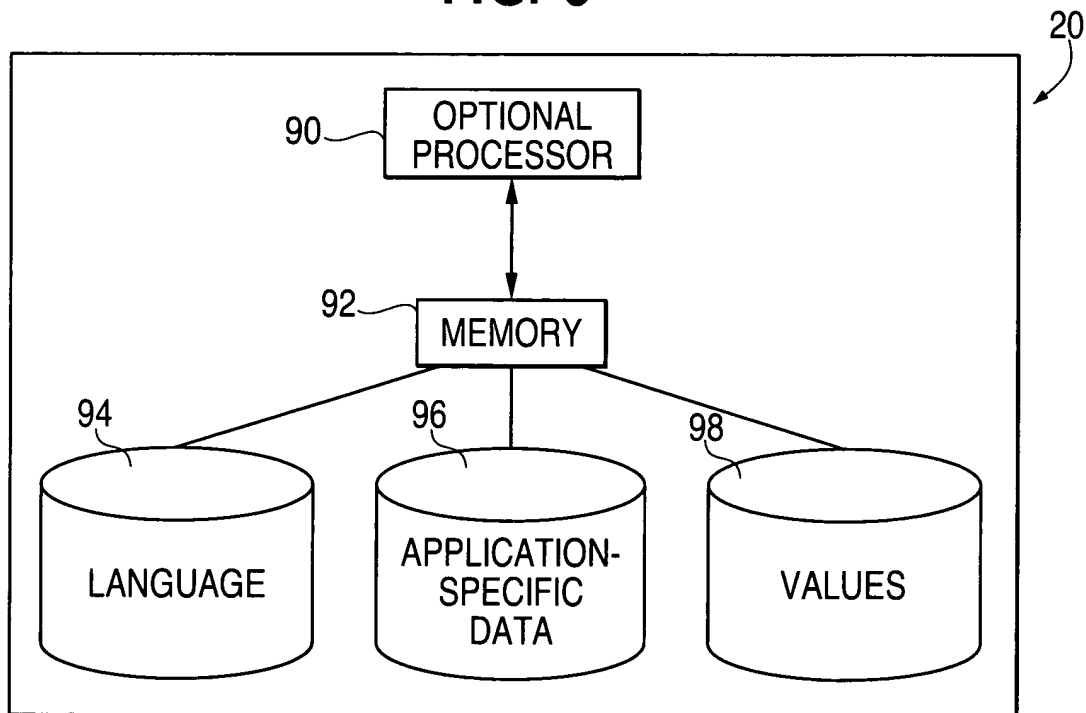 20
OPTIONAL
PROCESSOR
90
92
MEMORY
94
96
98
LANGUAGE
APPLICATION-
SPECIFIC
DATA
VALUES